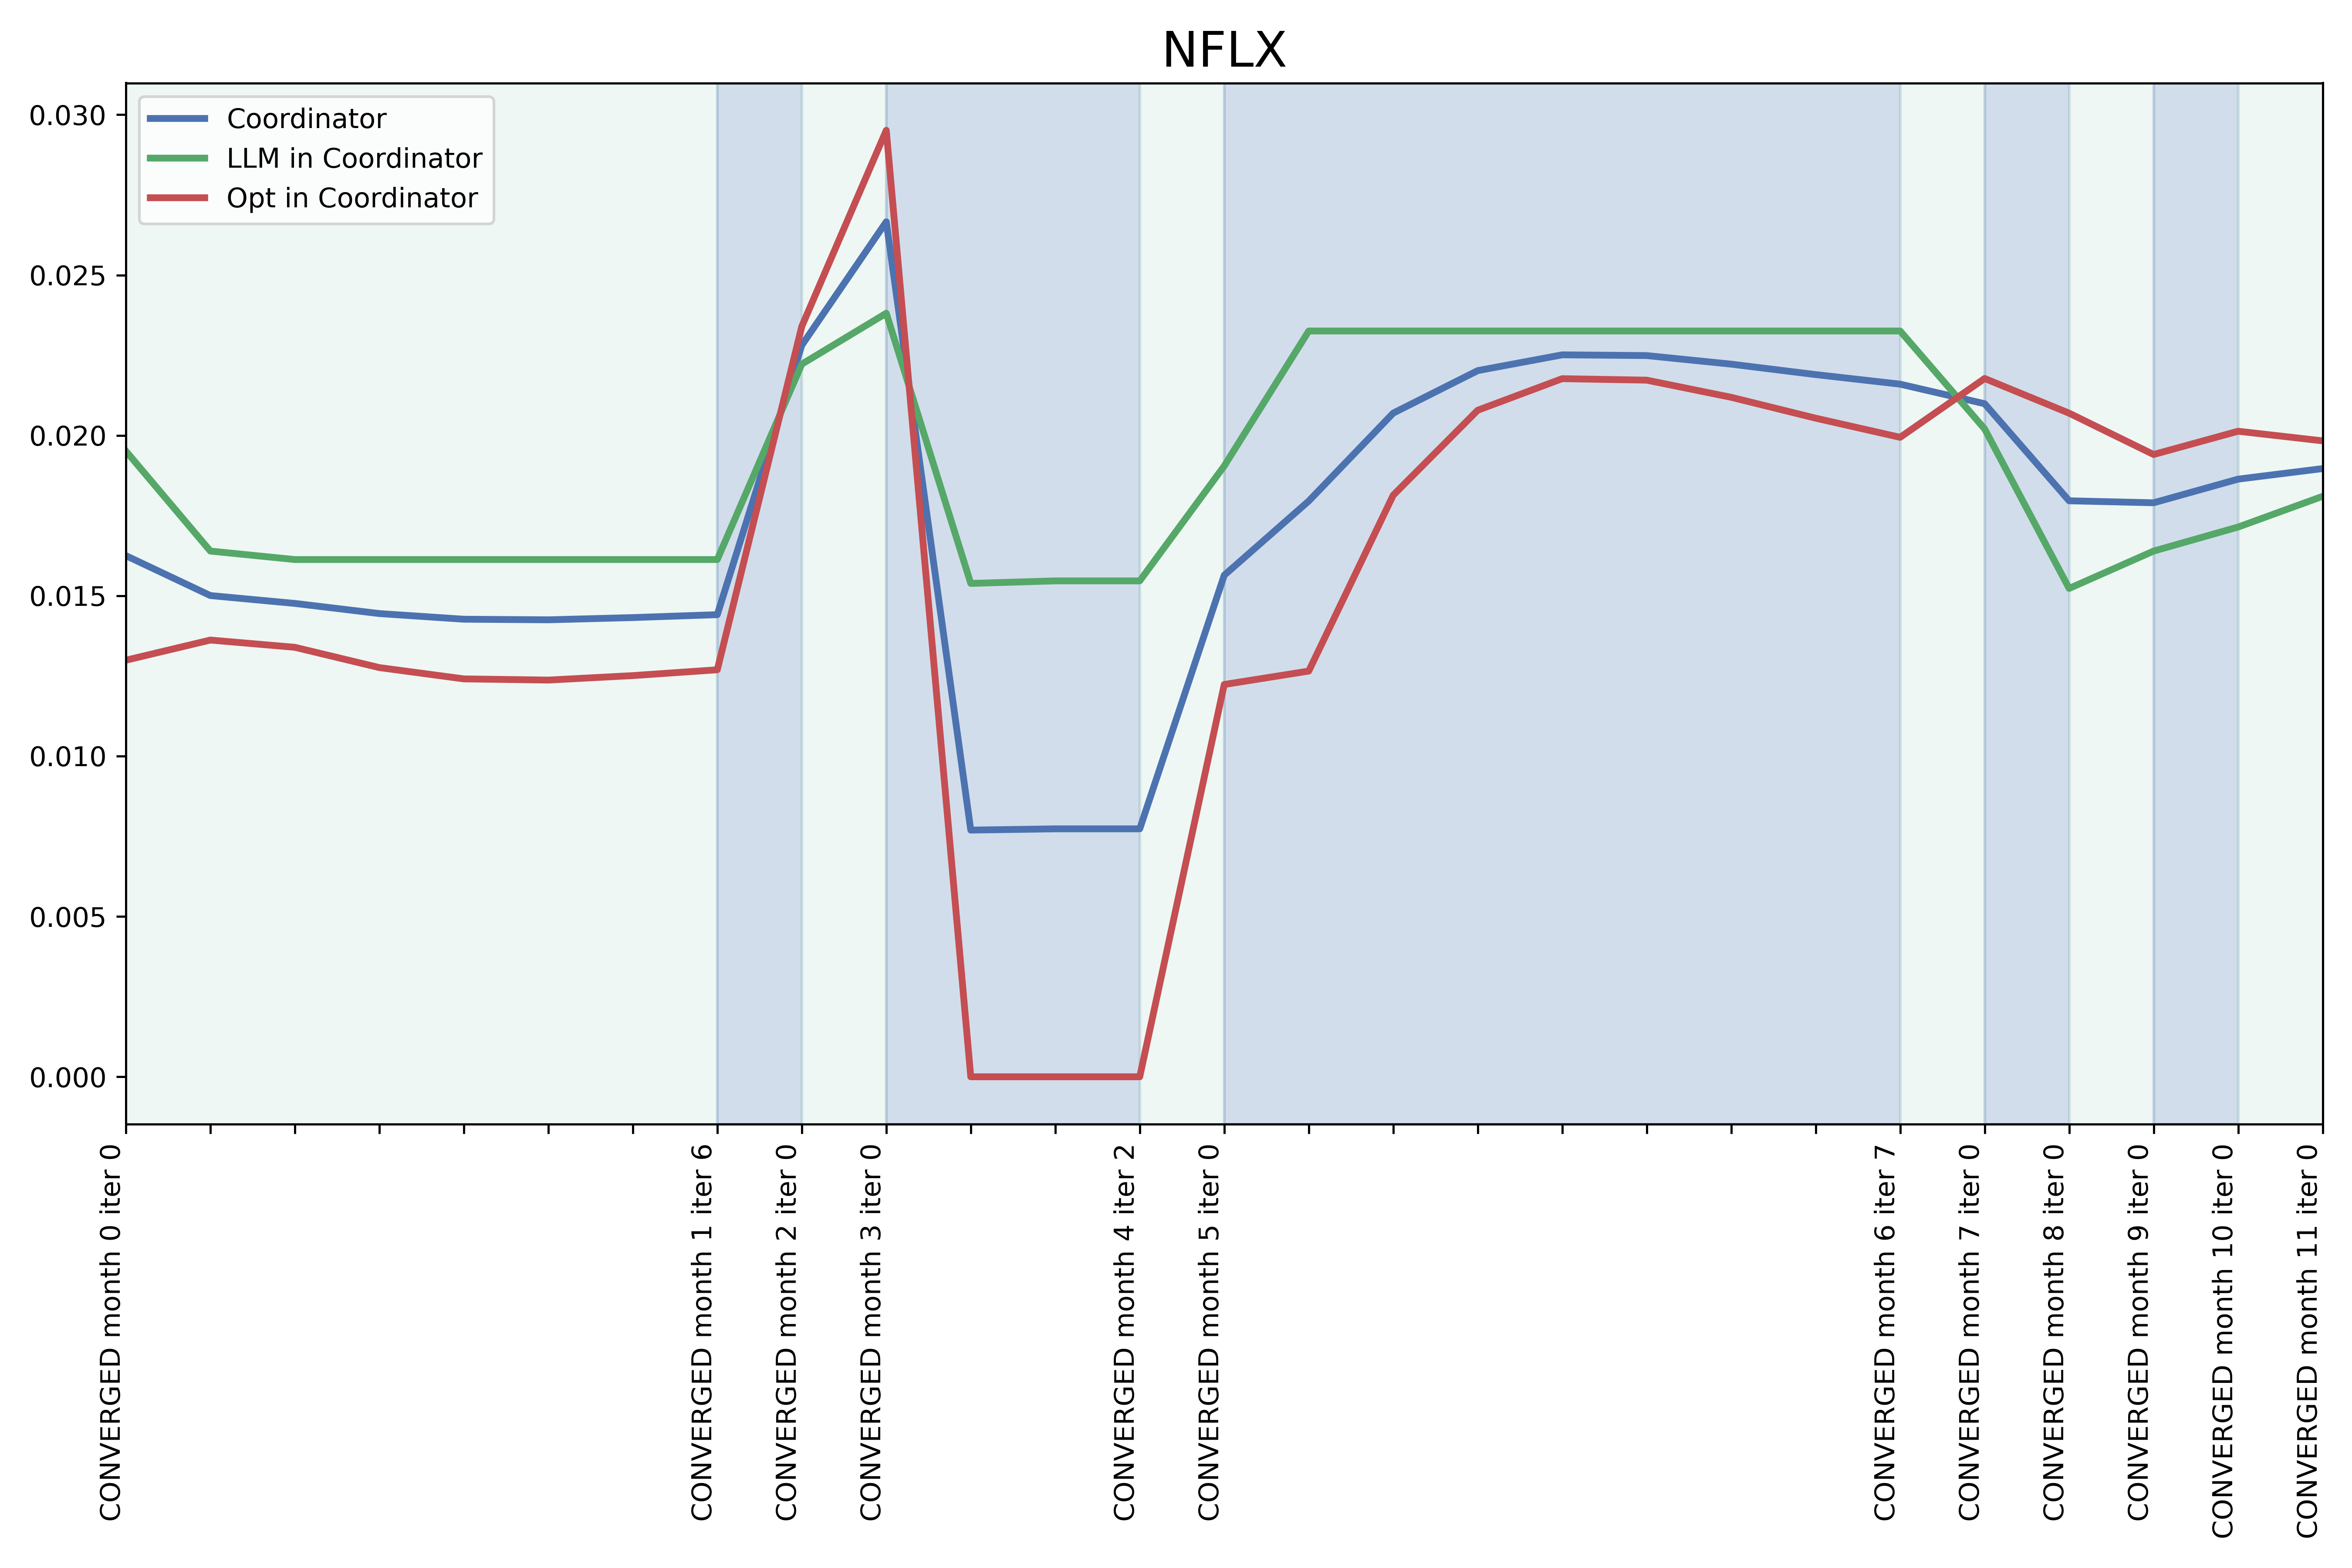 NFLX
Coordinator
LLM in Coordinator
Opt in Coordinator
0.030
0.025
0.020
0.015
0.010
0.005
0.000
CONVERGED month 0 iter 0
CONVERGED month 1 iter 6
CONVERGED month 2 iter 0
CONVERGED month 3 iter 0
CONVERGED month 4 iter 2
CONVERGED month 5 iter 0
CONVERGED month 6 iter 7
CONVERGED month 7 iter 0
CONVERGED month 8 iter 0
CONVERGED month 9 iter 0
CONVERGED month 10 iter 0
CONVERGED month 11 iter 0